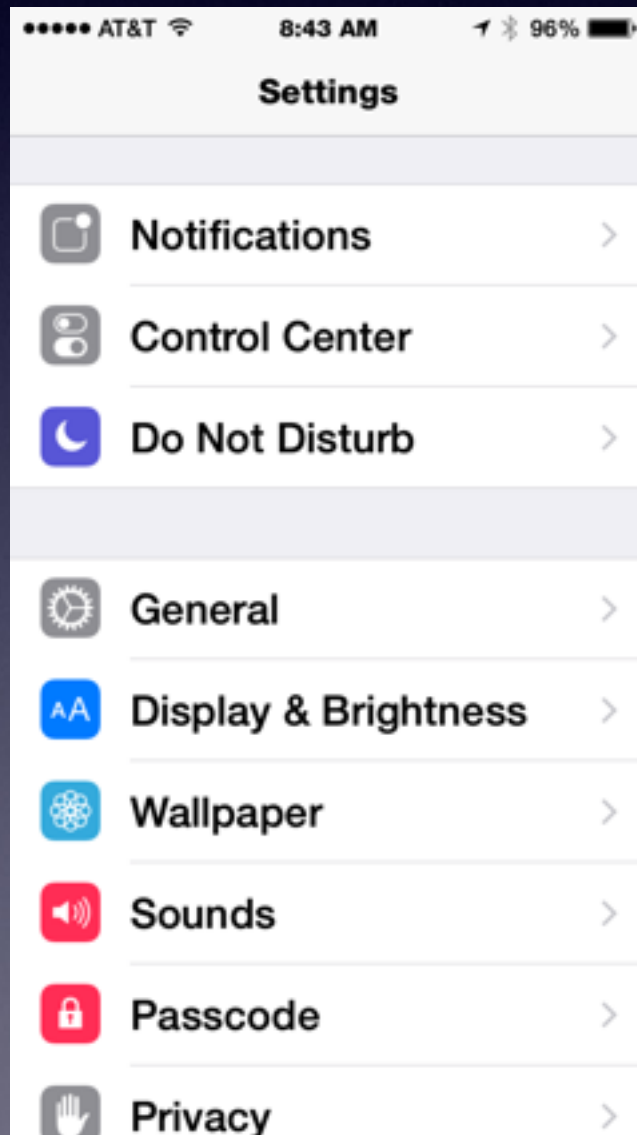 AT&T 8:43 AM 96%
Settings
Notifications
Control Center
Do Not Disturb
General
AA Display & Brightness
Wallpaper
Sounds
Passcode
Privacy